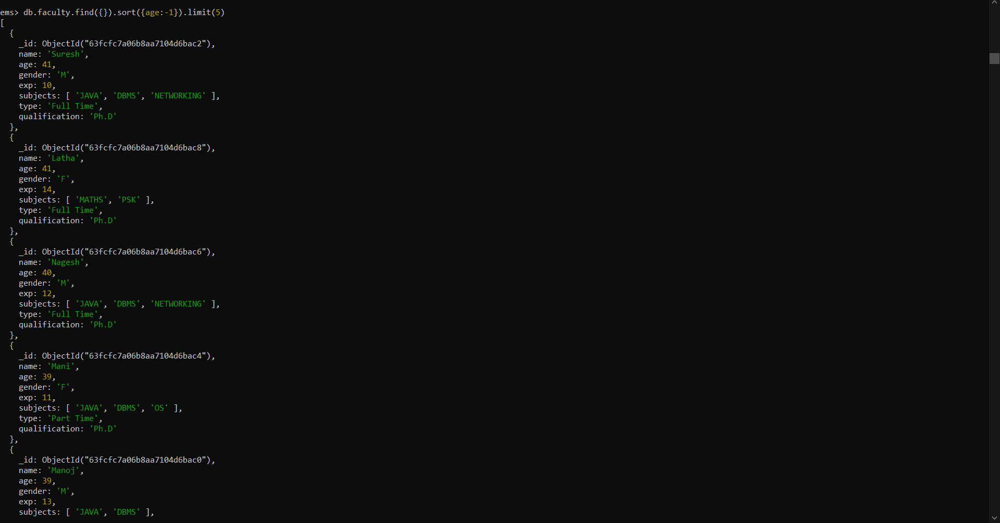 ems> db.faculty.find({}).sort({age:-1}).limit(5)
[
  {
    _id: ObjectId("63fcfc7a06b8aa7104d6bac2"),
    name: 'Suresh',
    age: 41,
    gender: 'M',
    exp: 10,
    subjects: [ 'JAVA', 'DBMS', 'NETWORKING' ],
    type: 'Full Time',
    qualification: 'Ph.D'
  },
  {
    _id: ObjectId("63fcfc7a06b8aa7104d6bac8"),
    name: 'Latha',
    age: 41,
    gender: 'F',
    exp: 14,
    subjects: [ 'MATHS', 'PSK' ],
    type: 'Full Time',
    qualification: 'Ph.D'
  },
  {
    _id: ObjectId("63fcfc7a06b8aa7104d6bac6"),
    name: 'Nagesh',
    age: 40,
    gender: 'M',
    exp: 12,
    subjects: [ 'JAVA', 'DBMS', 'NETWORKING' ],
    type: 'Full Time',
    qualification: 'Ph.D'
  },
  {
    _id: ObjectId("63fcfc7a06b8aa7104d6bac4"),
    name: 'Mani',
    age: 39,
    gender: 'F',
    exp: 11,
    subjects: [ 'JAVA', 'DBMS', 'OS' ],
    type: 'Part Time',
    qualification: 'Ph.D'
  },
  {
    _id: ObjectId("63fcfc7a06b8aa7104d6bac0"),
    name: 'Manoj',
    age: 39,
    gender: 'M',
    exp: 13,
    subjects: [ 'JAVA', 'DBMS' ],